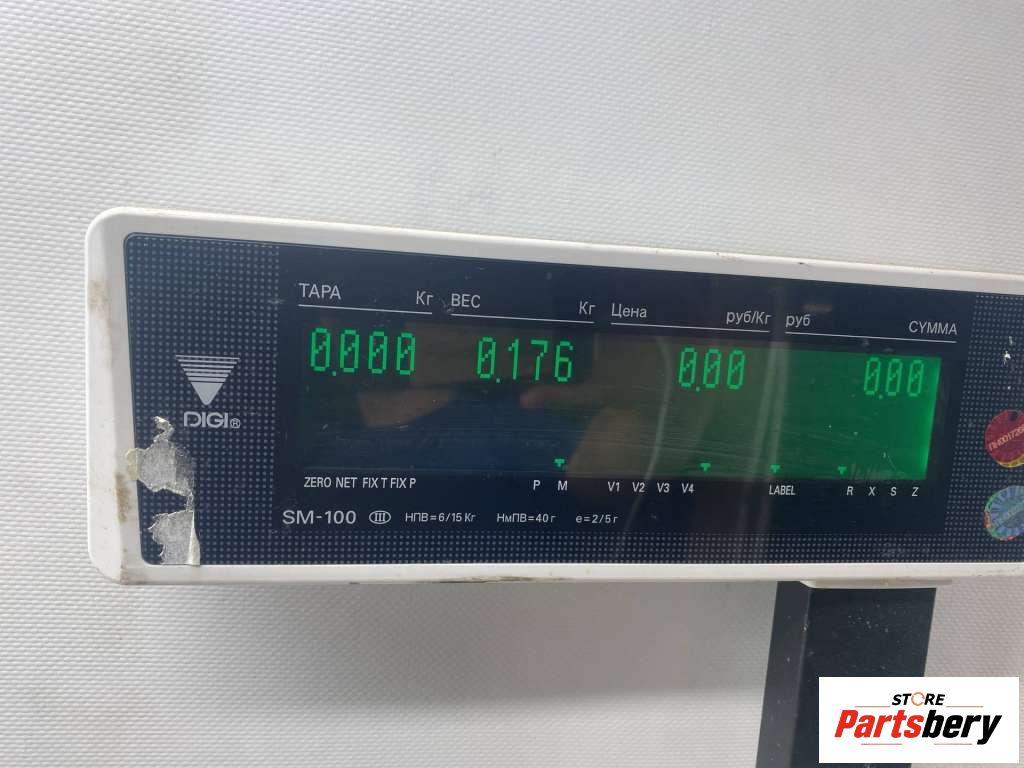 ТАРА Кг ВЕС Кг Цена руб/Кг руб СУММА
0.000 0.176 0.00 0.00
DIGI®
ZERO NET FIX T FIX P P M V1 V2 V3 V4 LABEL R X S Z
SM-100 III НПВ=6/15 Кг НмПВ=40 г е=2/5 г
STORE
Partsbery